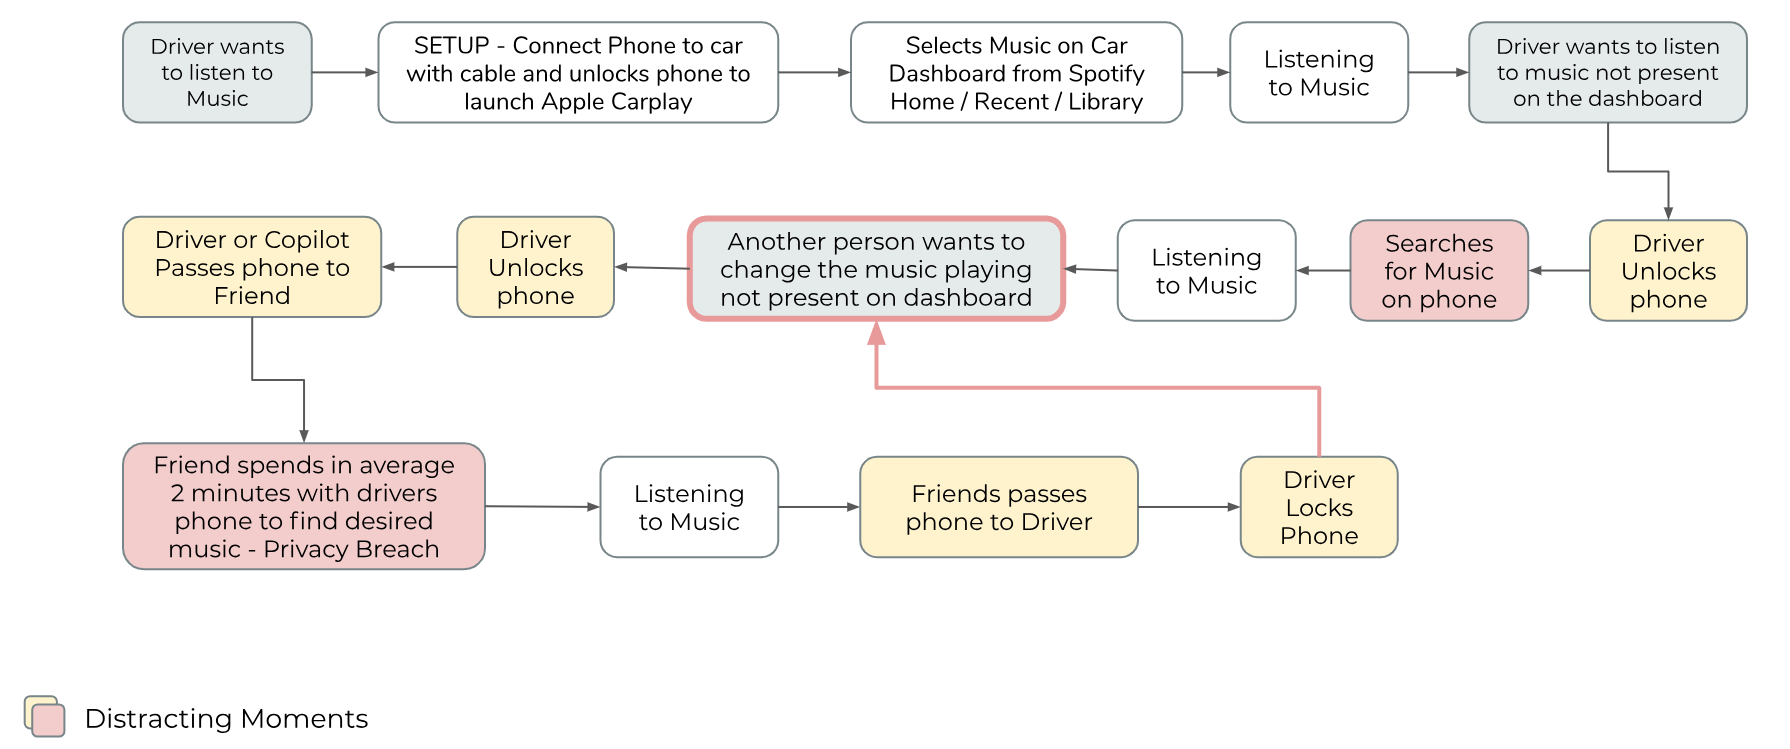 Driver wants
to listen to
Music
SETUP - Connect Phone to car
with cable and unlocks phone to
launch Apple Carplay
Selects Music on Car
Dashboard from Spotify
Home / Recent / Library
Listening
to Music
Driver wants to listen
to music not present
on the dashboard
Driver
Unlocks
phone
Searches
for Music
on phone
Listening
to Music
Another person wants to
change the music playing
not present on dashboard
Driver
Unlocks
phone
Driver or Copilot
Passes phone to
Friend
Friend spends in average
2 minutes with drivers
phone to find desired
music - Privacy Breach
Listening
to Music
Friends passes
phone to Driver
Driver
Locks
Phone
Distracting Moments